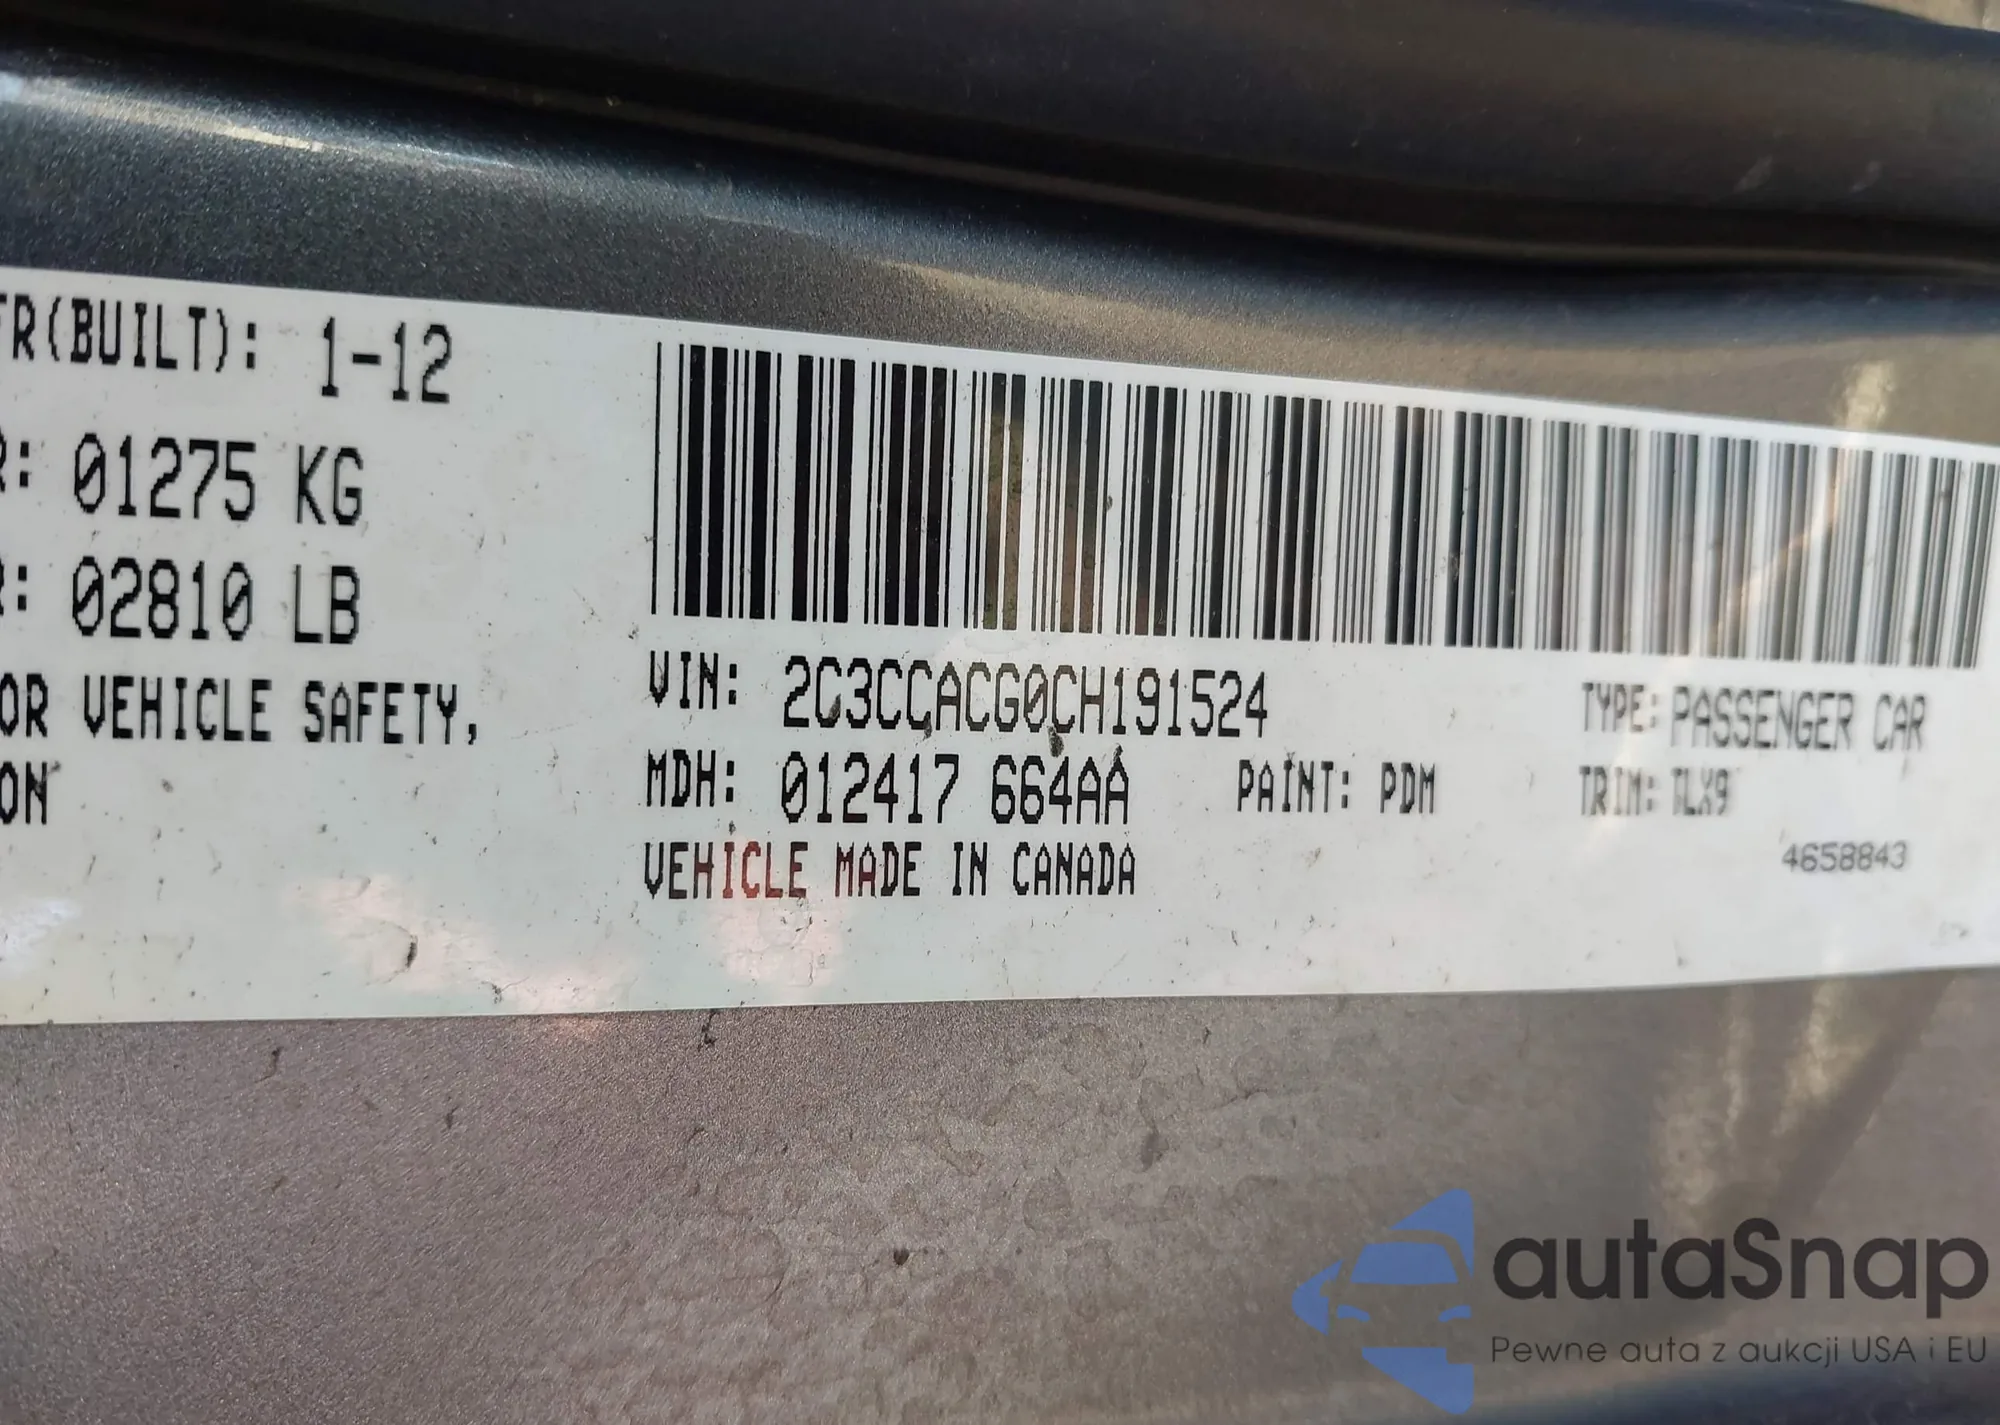 FR(BUILT): 1-12
R: 01275 KG
R: 02810 LB
OR VEHICLE SAFETY,
ON
VIN: 2C3CCACG0CH191524
TYPE: PASSENGER CAR
MDH: 012417 664AA
PAINT: PDM
TRIM: TLX9
VEHICLE MADE IN CANADA
4658843
autaSnap
Pewne auta z aukcji USA i EU